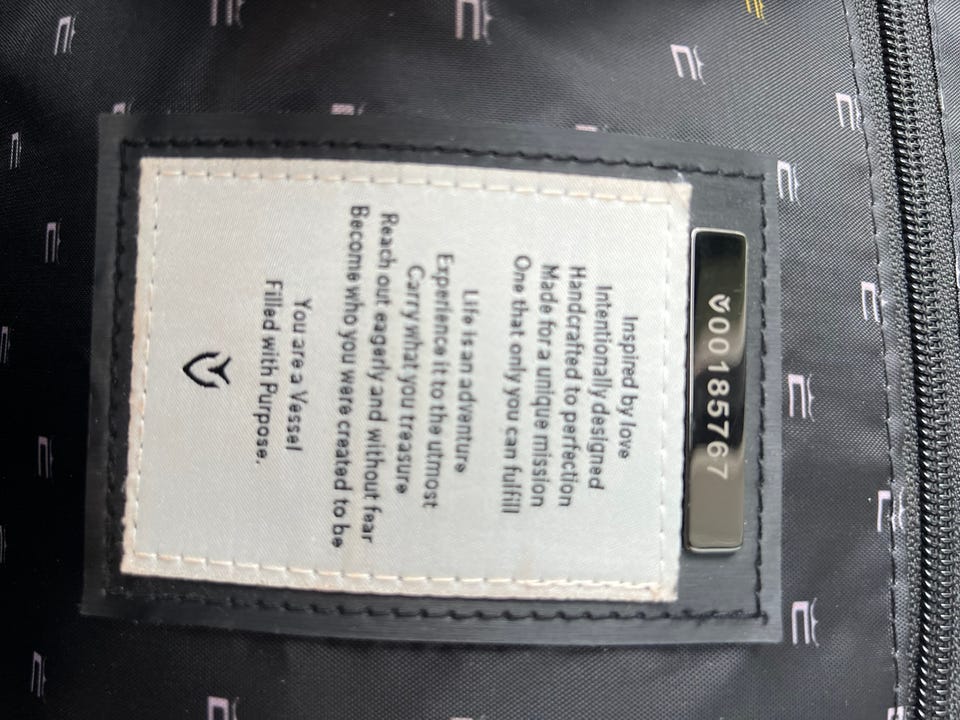 00185767
Inspired by love
Intentionally designed
Handcrafted to perfection
Made for a unique mission
One that only you can fulfill
Life is an adventure
Experience it to the utmost
Carry what you treasure
Reach out eagerly and without fear
Become who you were created to be
You are a Vessel
Filled with Purpose.